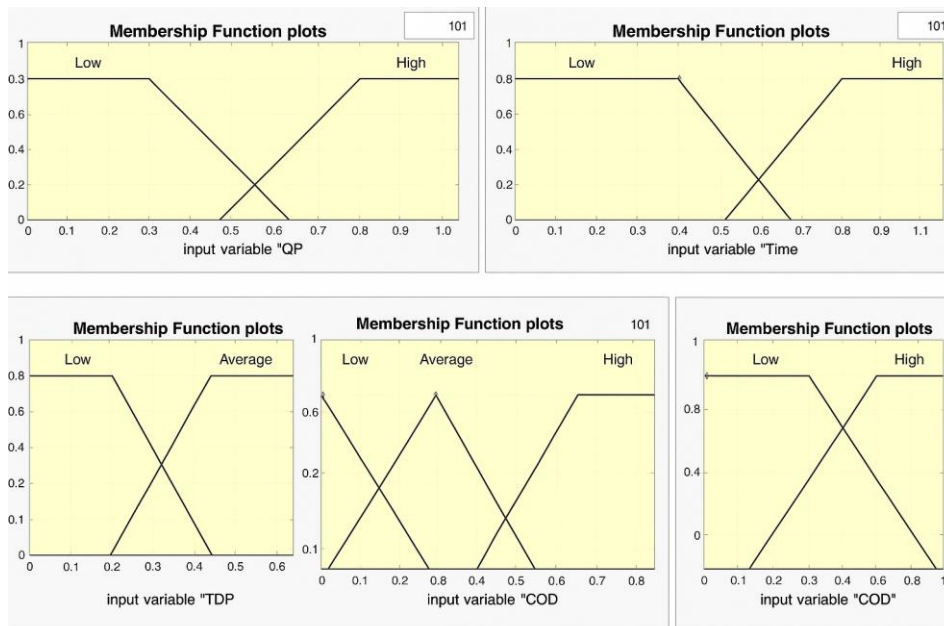 101
Membership Function plots
1
Low
High
0.3
0.6
0.4
0.2
0
0 0.1 0.2 0.3 0.4 0.5 0.6 0.7 0.8 0.9 1.0
input variable "QP
101
Membership Function plots
1
Low
High
0.8
0.6
0.4
0.2
0
0 0.1 0.2 0.3 0.4 0.5 0.6 0.7 0.8 0.9 1.1
input variable "Time
Membership Function plots
1
Low
Average
0.8
0.4
0.2
0.1
0
0 0.1 0.2 0.3 0.4 0.5 0.6
input variable "TDP
Membership Function plots
101
1
Low
Average
High
0.6
0.2
0.1
0 0.1 0.2 0.8 0.4 0.5 0.6 0.7 0.8
input variable "COD
Membership Function plots
1
Low
High
0.8
0.4
0
0 0.2 0.3 0.4 0.6 0.8 1
input variable "COD"